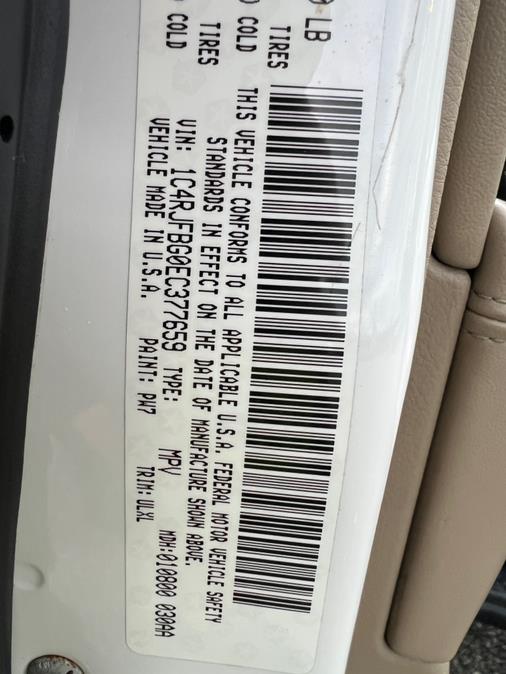 LB
TIRES COLD
TIRES COLD
THIS VEHICLE CONFORMS TO ALL APPLICABLE U.S.A. FEDERAL MOTOR VEHICLE SAFETY
STANDARDS IN EFFECT ON THE DATE OF MANUFACTURE SHOWN ABOVE.
VIN: 1C4RJFBG0EC377659 TYPE: MPV MDH:010800 030AA
VEHICLE MADE IN U.S.A. PAINT: PW7 TRIM: ULXL